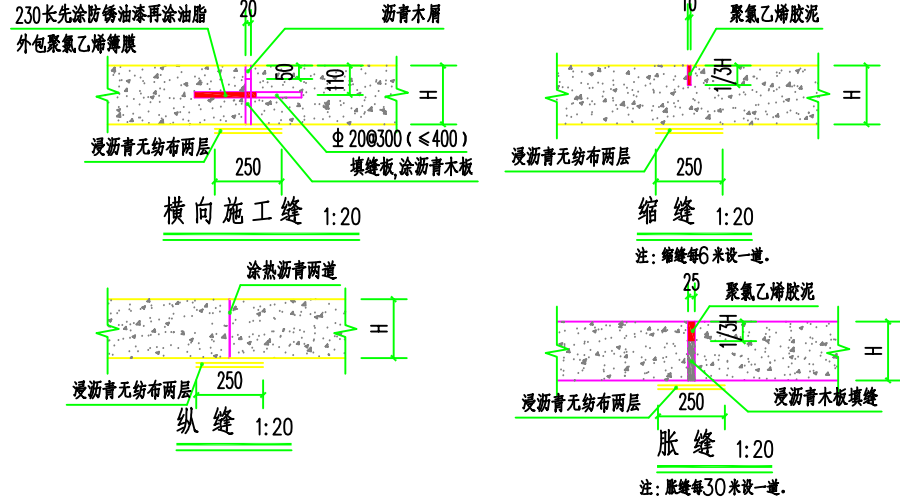 230长先涂防锈油漆再涂油脂
外包聚氯乙烯薄膜
20
沥青木屑
50
110
H
浸沥青无纺布两层
Φ20@300(≤400)
填缝板,涂沥青木板
250
横向施工缝 1:20
10
聚氯乙烯胶泥
1/3H
H
浸沥青无纺布两层
250
缩缝 1:20
注:缩缝每6米设一道.
涂热沥青两道
H
浸沥青无纺布两层
250
纵缝 1:20
25
聚氯乙烯胶泥
1/3H
H
浸沥青无纺布两层
250
浸沥青木板填缝
胀缝 1:20
注:胀缝每30米设一道.